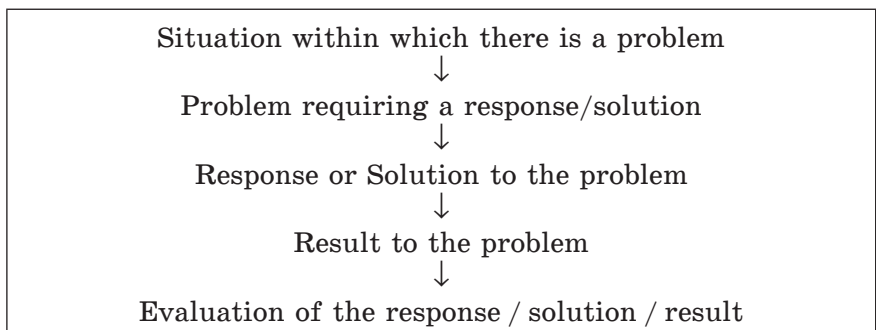 Situation within which there is a problem
↓
Problem requiring a response/solution
↓
Response or Solution to the problem
↓
Result to the problem
↓
Evaluation of the response / solution / result